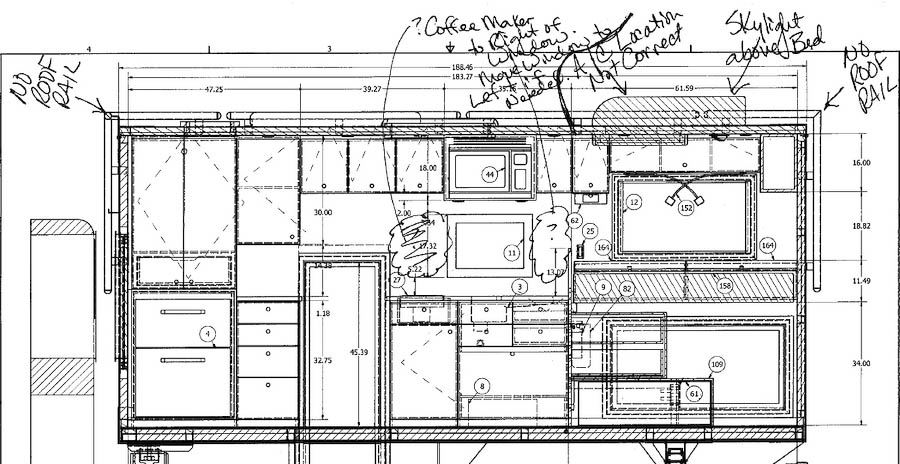 ? Coffee Maker
to Right of
Window.
Move Window to
Left if
Needed.
A/C Location
Not Correct
Skylight
above Bed
NO
ROOF
RAIL
NO
ROOF
RAIL
4
3
188.46
183.27
47.25
39.27
61.59
18.00
44
16.00
12
152
30.00
2.00
62
25
18.82
17.32
11
164
164
14.38
5.22
13.07
27
3
9
82
158
11.49
1.18
4
32.75
45.39
8
109
61
34.00